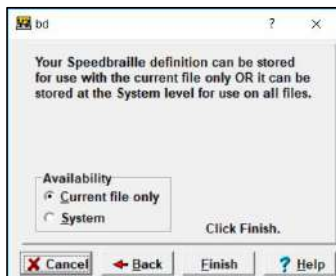 bd
Your Speedbraille definition can be stored
for use with the current file only OR it can be
stored at the System level for use on all files.
Availability
Current file only
System
Click Finish.
Cancel Back Finish ? Help